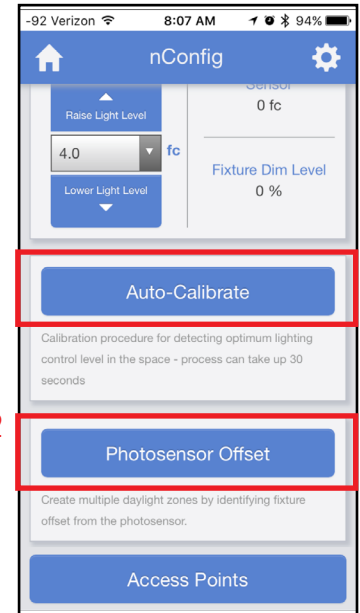 -92 Verizon 8:07 AM 94%
nConfig
Sensor
0 fc
Raise Light Level
4.0 fc
Fixture Dim Level
0 %
Lower Light Level
Auto-Calibrate
Calibration procedure for detecting optimum lighting
control level in the space - process can take up 30
seconds
Photosensor Offset
Create multiple daylight zones by identifying fixture
offset from the photosensor.
Access Points